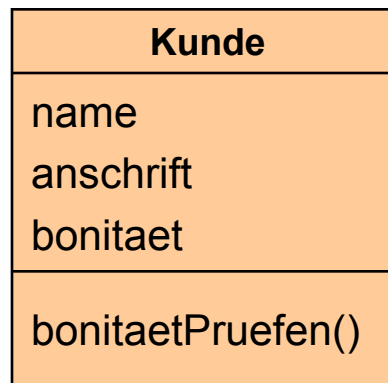 Kunde
name
anschrift
bonitaet
bonitaetPruefen()